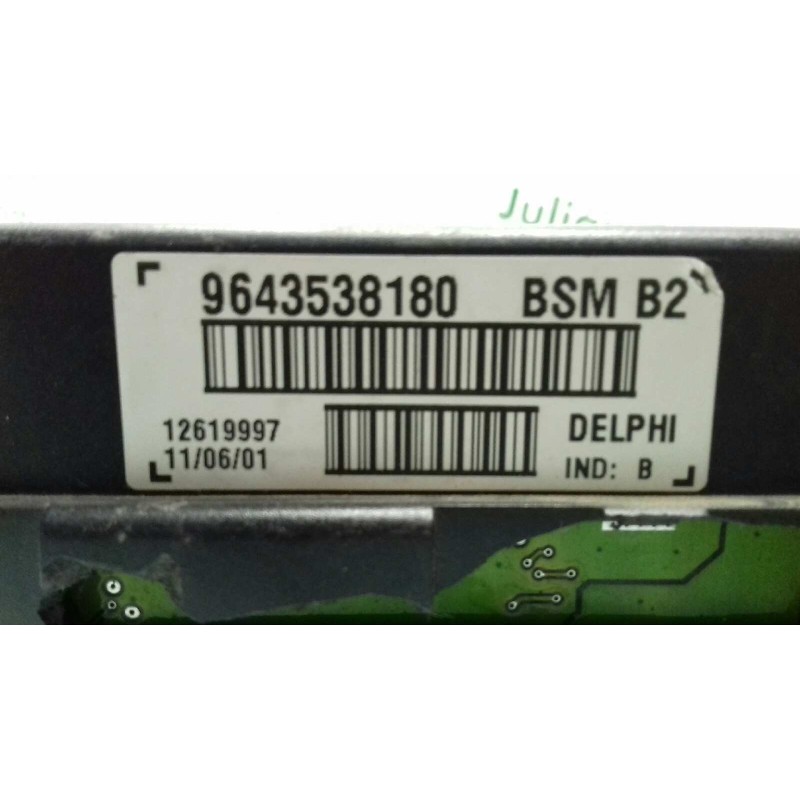 9643538180 BSM B2
12619997 DELPHI
11/06/01 IND: B